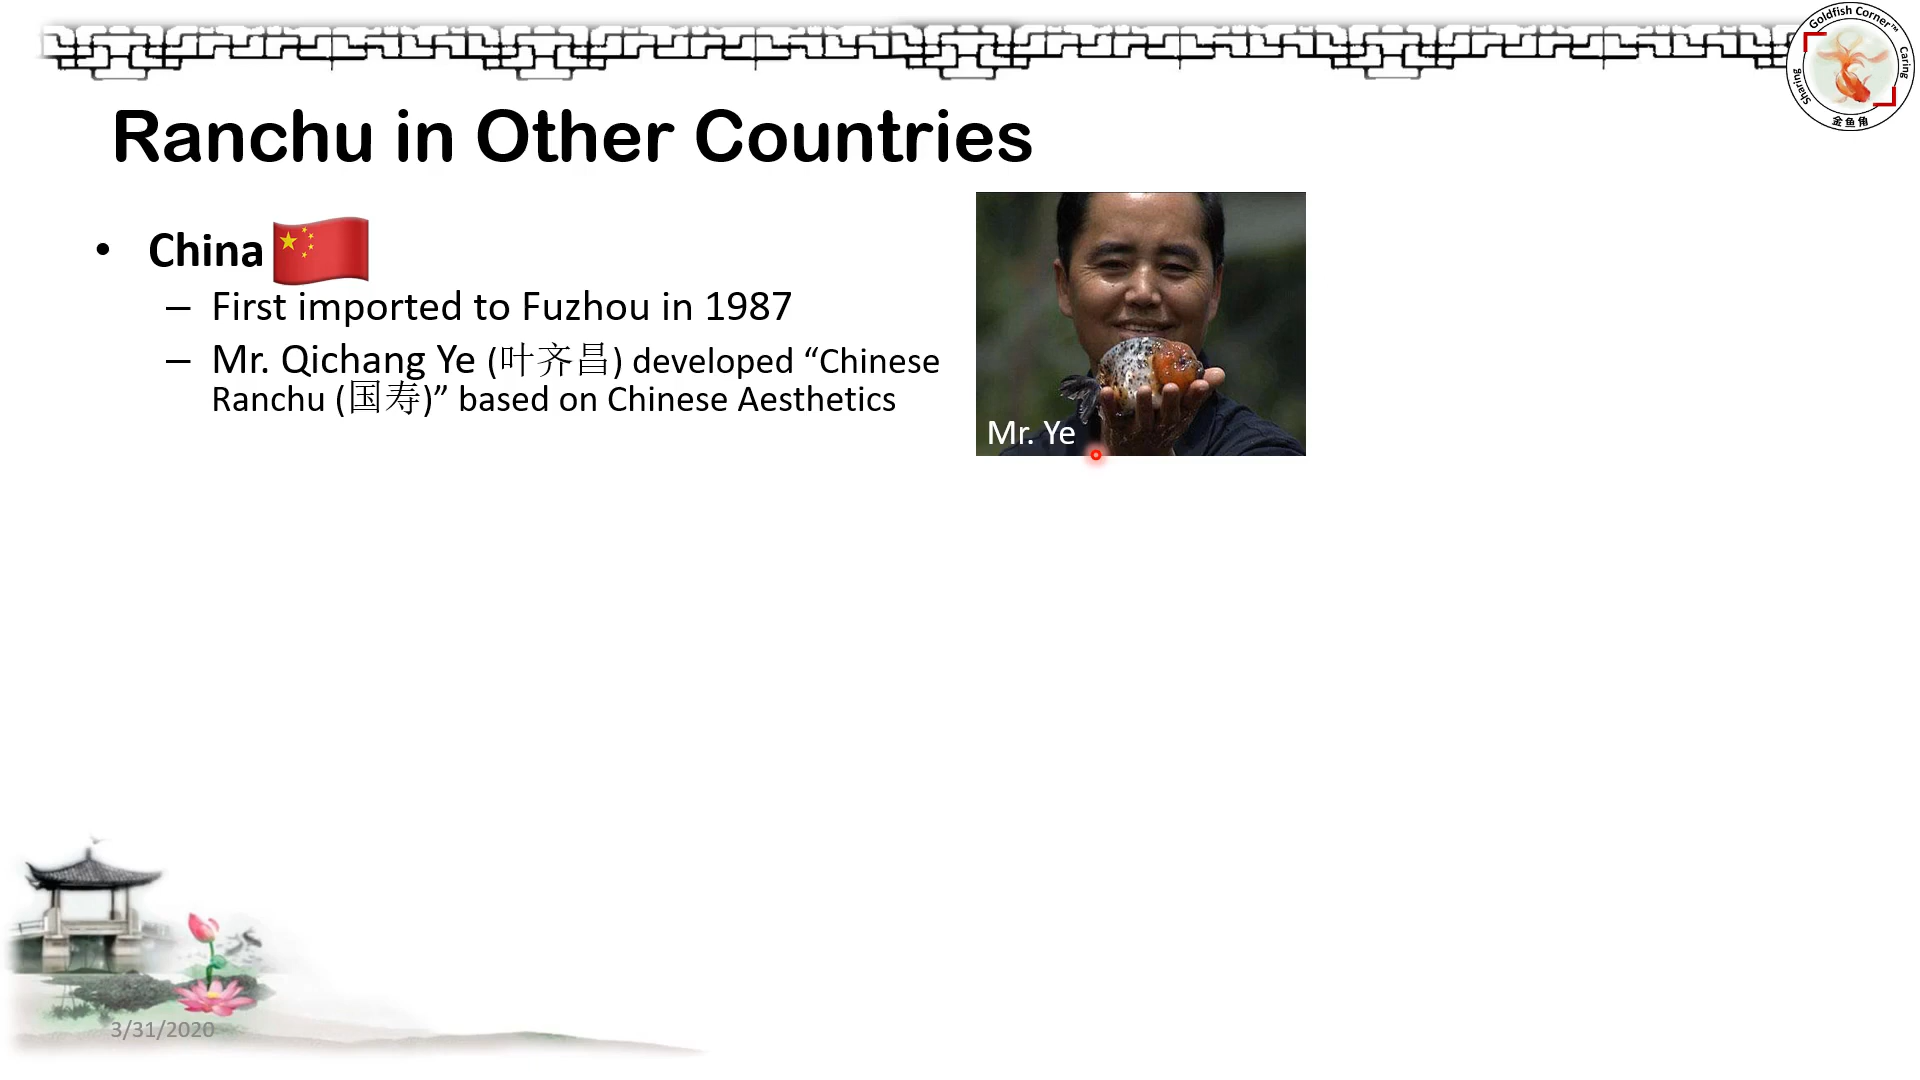 Goldfish Corner™
Caring
Sharing
金鱼角
Ranchu in Other Countries
• China
– First imported to Fuzhou in 1987
– Mr. Qichang Ye (叶齐昌) developed “Chinese
Ranchu (国寿)” based on Chinese Aesthetics
Mr. Ye
3/31/2020